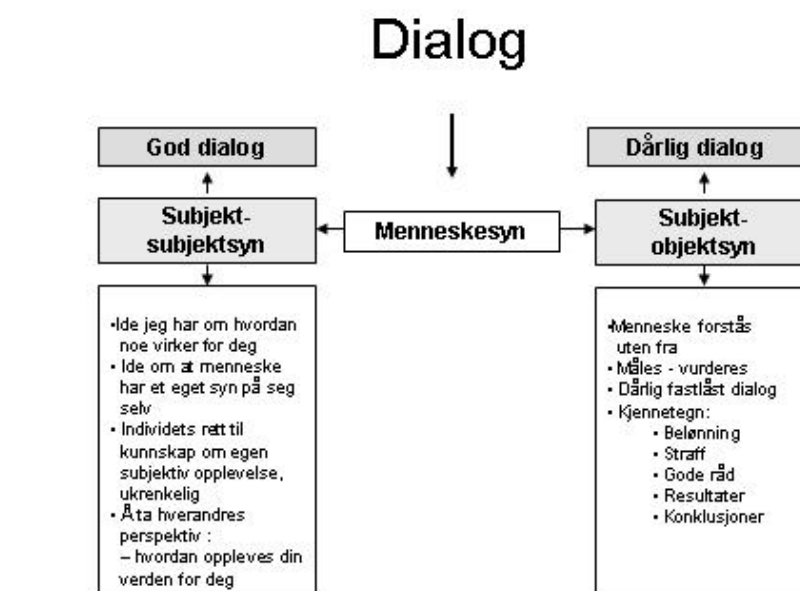 Dialog
God dialog
Subjekt-
subjektsyn
•Ide jeg har om hvordan
noe virker for deg
• Ide om at menneske
har et eget syn på seg
selv
• Individets rett til
kunnskap om egen
subjektiv opplevelse,
ukrenkelig
• Å ta hverandres
perspektiv :
– hvordan oppleves din
verden for deg
Menneskesyn
Dårlig dialog
Subjekt-
objektsyn
•Menneske forstås
uten fra
• Måles - vurderes
• Dårlig fastlåst dialog
• Kjennetegn:
• Belønning
• Straff
• Gode råd
• Resultater
• Konklusjoner